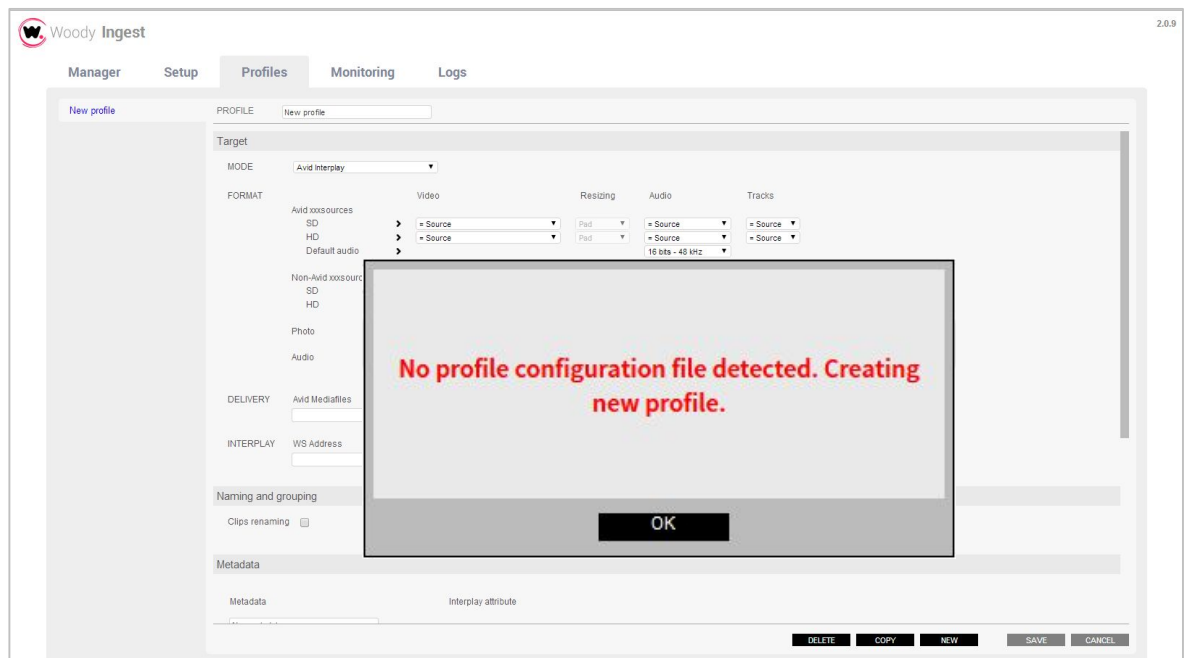 Woody Ingest
2.0.9
Manager Setup Profiles Monitoring Logs
New profile
PROFILE New profile
Target
MODE Avid Interplay
FORMAT Video Resizing Audio Tracks
Avid xxxsources
SD = Source Pad = Source = Source
HD = Source Pad = Source = Source
Default audio 16 bits - 48 kHz
Non-Avid xxxsourc
SD
HD
Photo
Audio
No profile configuration file detected. Creating
new profile.
OK
DELIVERY Avid Mediafiles
INTERPLAY WS Address
Naming and grouping
Clips renaming
Metadata
Metadata Interplay attribute
DELETE COPY NEW SAVE CANCEL